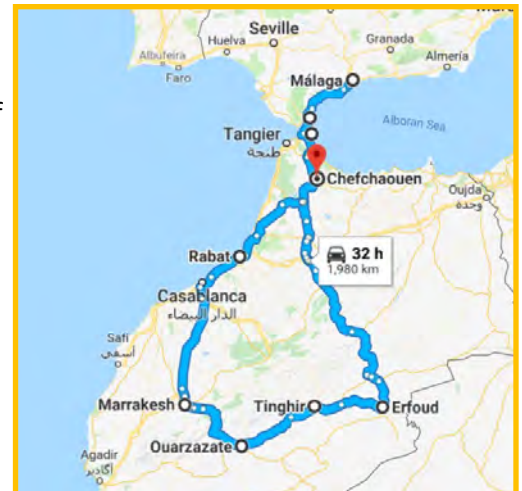 Seville
Huelva
Granada
Albufeira
Faro
Málaga
Almería
Alboran Sea
Tangier
طنجة
Chefchaouen
Oujda
وجدة
Rabat
32 h
1,980 km
Casablanca
الدار البيضاء
Safi
آسفي
Marrakesh
Tinghir
Erfoud
Ouarzazate
Agadir
أكادير